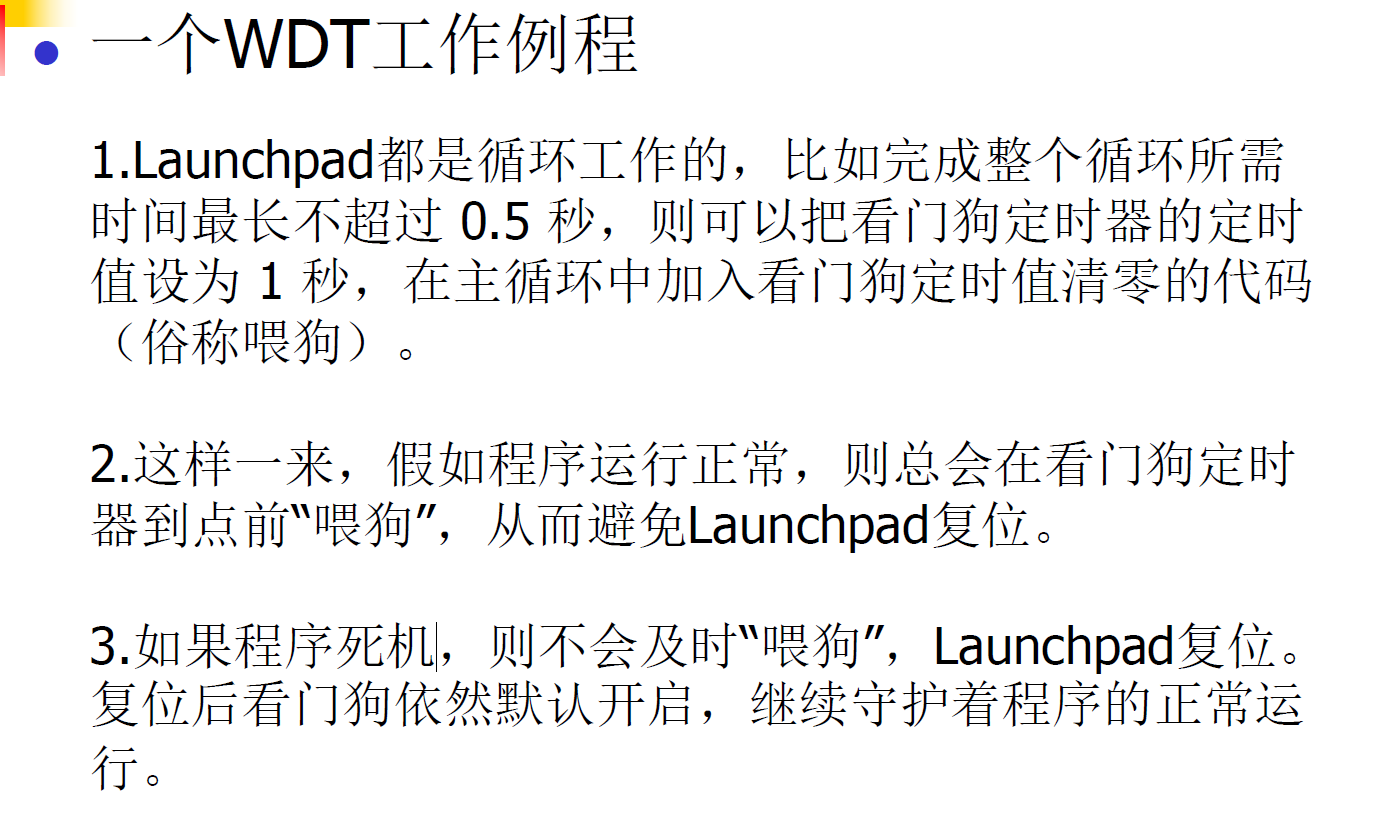 一个WDT工作例程
1.Launchpad都是循环工作的，比如完成整个循环所需
时间最长不超过 0.5 秒，则可以把看门狗定时器的定时
值设为 1 秒，在主循环中加入看门狗定时值清零的代码
（俗称喂狗）。
2.这样一来，假如程序运行正常，则总会在看门狗定时
器到点前“喂狗”，从而避免Launchpad复位。
3.如果程序死机，则不会及时“喂狗”，Launchpad复位。
复位后看门狗依然默认开启，继续守护着程序的正常运
行。